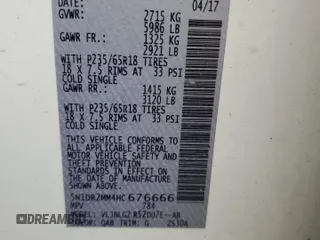 04/17
GVWR: 2715 KG
5986 LB
GAWR FR.: 1325 KG
2921 LB
WITH P235/65R18 TIRES
18 X 7.5 RIMS AT 33 PSI
COLD SINGLE
GAWR RR.: 1415 KG
3120 LB
WITH P235/65R18 TIRES
18 X 7.5 RIMS AT 33 PSI
COLD SINGLE
THIS VEHICLE CONFORMS TO
ALL APPLICABLE FEDERAL
MOTOR VEHICLE SAFETY
AND THEFT PREVENTION
STANDARDS IN EFFECT ON
THE DATE OF MANUFACTURE
SHOWN ABOVE.
5N1DR2MM4HC676666
TRIM: G
DREAM